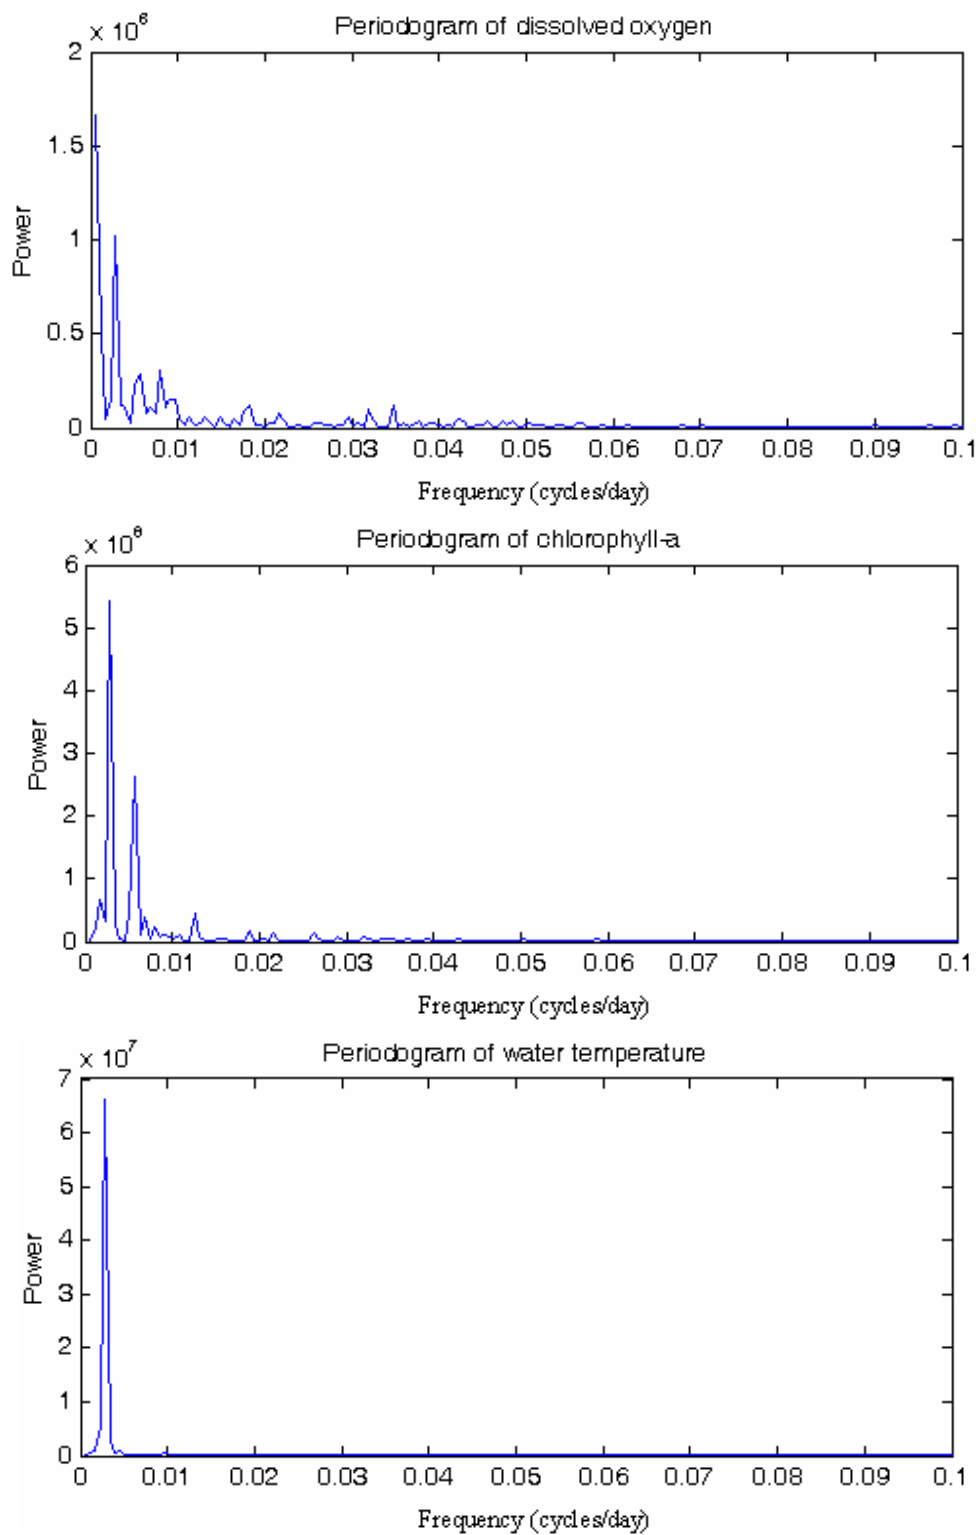 Periodogram of dissolved oxygen
x 10^6
2
1.5
1
0.5
0
Power
0 0.01 0.02 0.03 0.04 0.05 0.06 0.07 0.08 0.09 0.1
Frequency (cycles/day)
Periodogram of chlorophyll-a
x 10^6
6
5
4
3
2
1
0
Power
0 0.01 0.02 0.03 0.04 0.05 0.06 0.07 0.08 0.09 0.1
Frequency (cycles/day)
Periodogram of water temperature
x 10^7
7
6
5
4
3
2
1
0
Power
0 0.01 0.02 0.03 0.04 0.05 0.06 0.07 0.08 0.09 0.1
Frequency (cycles/day)